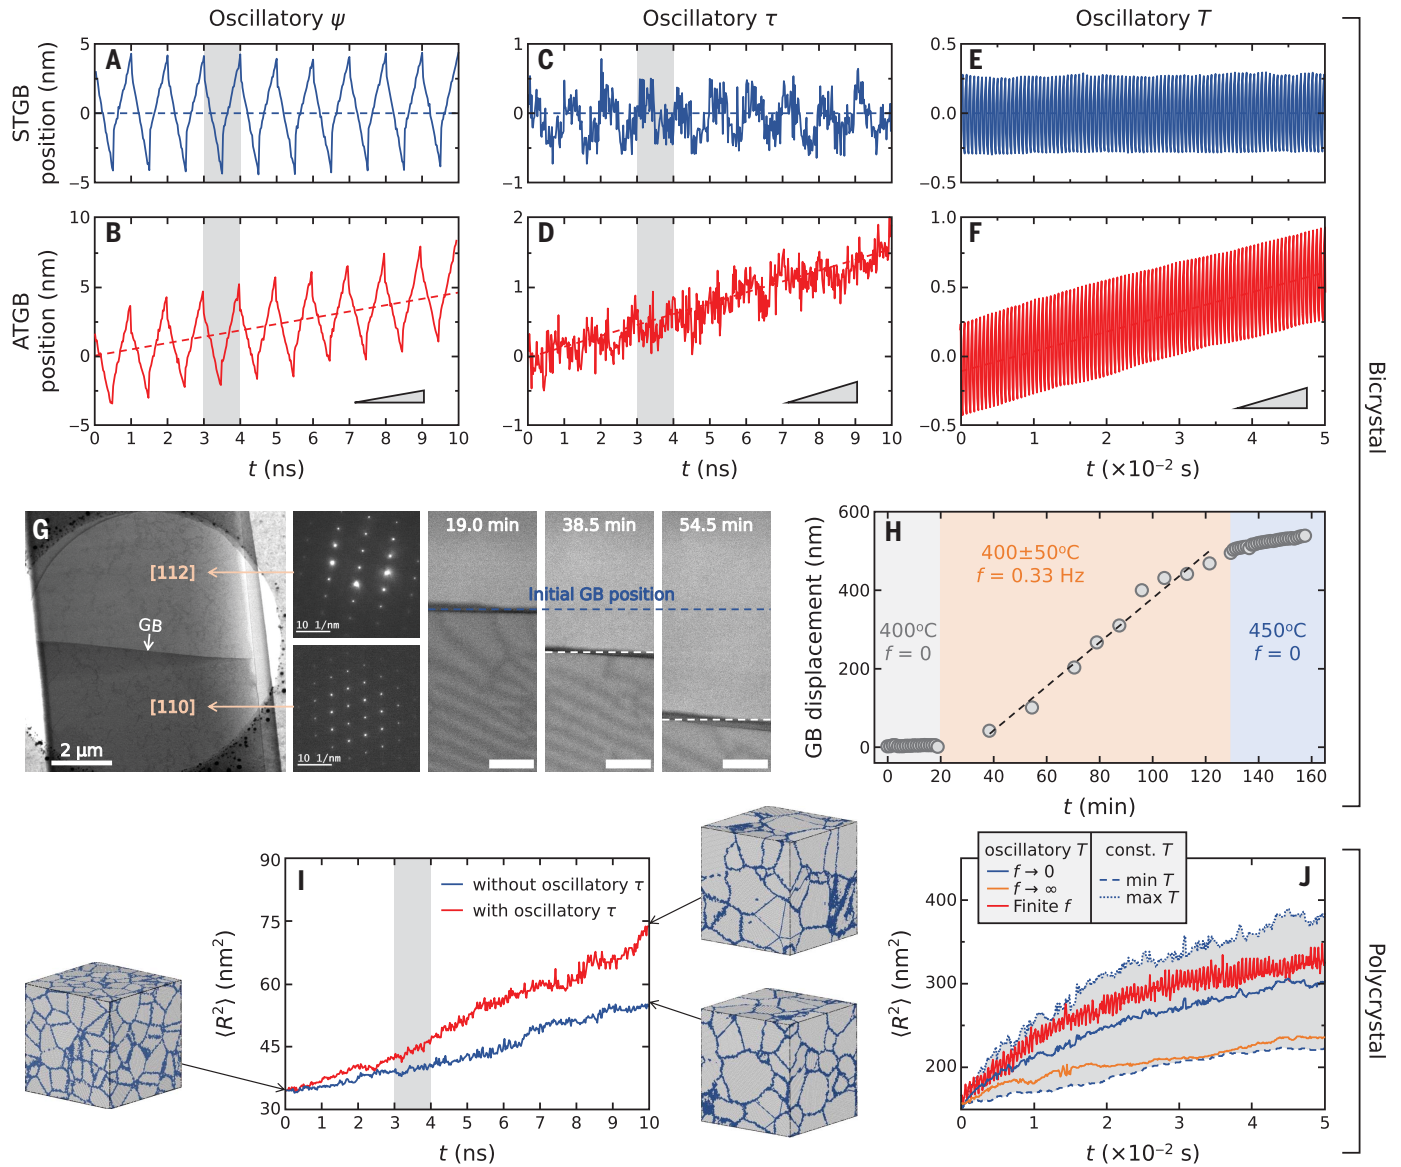 Oscillatory ψ
Oscillatory τ
Oscillatory T
STGB
position (nm)
A
5
0
−5
C
1
0
−1
E
0.5
0.0
−0.5
ATGB
position (nm)
B
10
5
0
−5
0 1 2 3 4 5 6 7 8 9 10
t (ns)
D
2
1
0
−1
0 1 2 3 4 5 6 7 8 9 10
t (ns)
F
1.0
0.5
0.0
−0.5
0 1 2 3 4 5
t (×10⁻² s)
Bicrystal
G
[112]
GB
[110]
2 μm
10 1/nm
10 1/nm
19.0 min
38.5 min
54.5 min
Initial GB position
H
GB displacement (nm)
600
400
200
0
400°C
f = 0
400±50°C
f = 0.33 Hz
450°C
f = 0
0 20 40 60 80 100 120 140 160
t (min)
I
⟨R²⟩ (nm²)
90
75
60
45
30
without oscillatory τ
with oscillatory τ
0 1 2 3 4 5 6 7 8 9 10
t (ns)
J
oscillatory T
f → 0
f → ∞
Finite f
const. T
min T
max T
⟨R²⟩ (nm²)
400
300
200
0 1 2 3 4 5
t (×10⁻² s)
Polycrystal